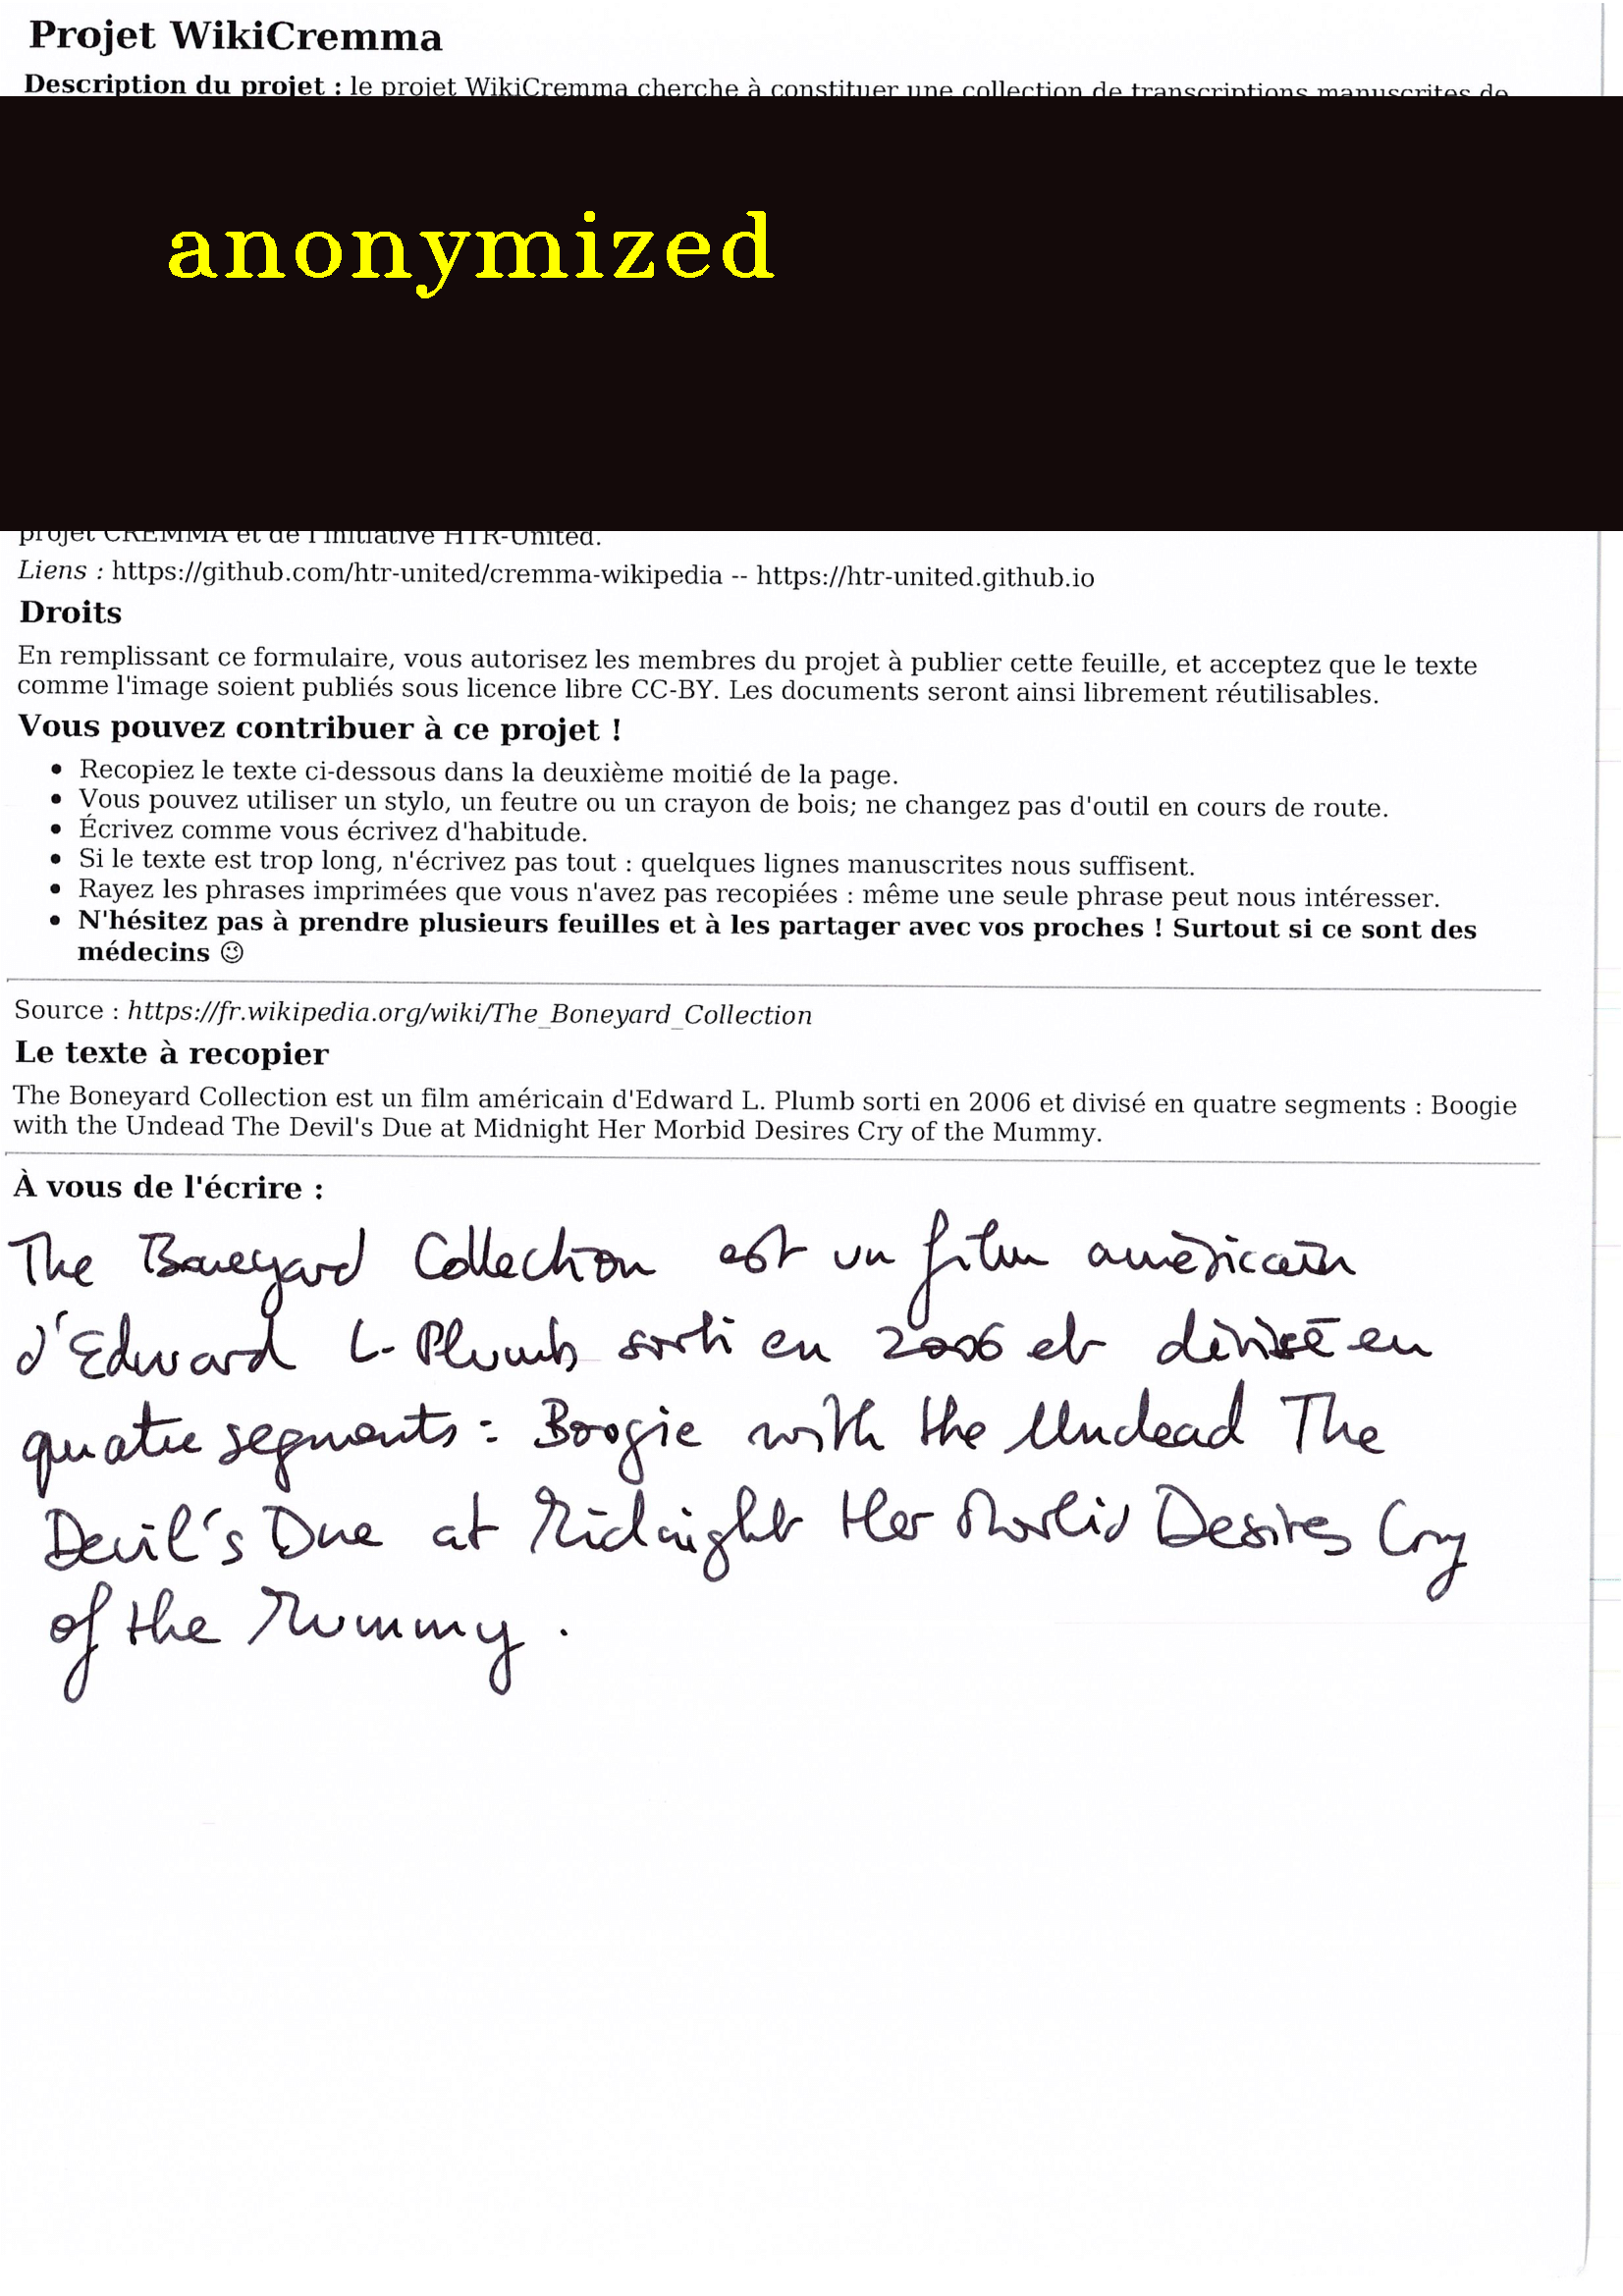 Projet WikiCremma
Description du projet : le projet WikiCremma cherche à constituer une collection de transcriptions manuscrites de
anonymized
projet CREMMA et de l'initiative HTR-United.
Liens : https://github.com/htr-united/cremma-wikipedia -- https://htr-united.github.io
Droits
En remplissant ce formulaire, vous autorisez les membres du projet à publier cette feuille, et acceptez que le texte
comme l'image soient publiés sous licence libre CC-BY. Les documents seront ainsi librement réutilisables.
Vous pouvez contribuer à ce projet !
• Recopiez le texte ci-dessous dans la deuxième moitié de la page.
• Vous pouvez utiliser un stylo, un feutre ou un crayon de bois; ne changez pas d'outil en cours de route.
• Écrivez comme vous écrivez d'habitude.
• Si le texte est trop long, n'écrivez pas tout : quelques lignes manuscrites nous suffisent.
• Rayez les phrases imprimées que vous n'avez pas recopiées : même une seule phrase peut nous intéresser.
• N'hésitez pas à prendre plusieurs feuilles et à les partager avec vos proches ! Surtout si ce sont des
médecins ☺
Source : https://fr.wikipedia.org/wiki/The_Boneyard_Collection
Le texte à recopier
The Boneyard Collection est un film américain d'Edward L. Plumb sorti en 2006 et divisé en quatre segments : Boogie
with the Undead The Devil's Due at Midnight Her Morbid Desires Cry of the Mummy.
À vous de l'écrire :
The Boneyard Collection est un film américain
d'Edward L. Plumb sorti en 2006 et divisé en
quatre segments : Boogie with the Undead The
Devil's Due at Midnight Her Morbid Desires Cry
of the Mummy.